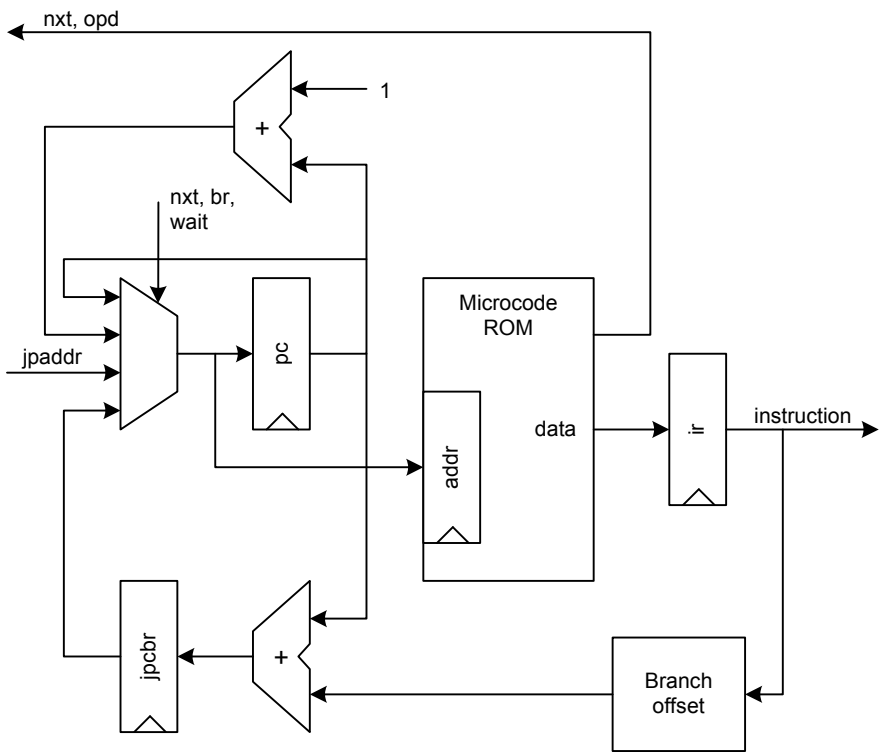 nxt, opd
1
+
nxt, br,
wait
Microcode
ROM
jpaddr
pc
data
addr
ir
instruction
jpcbr
+
Branch
offset